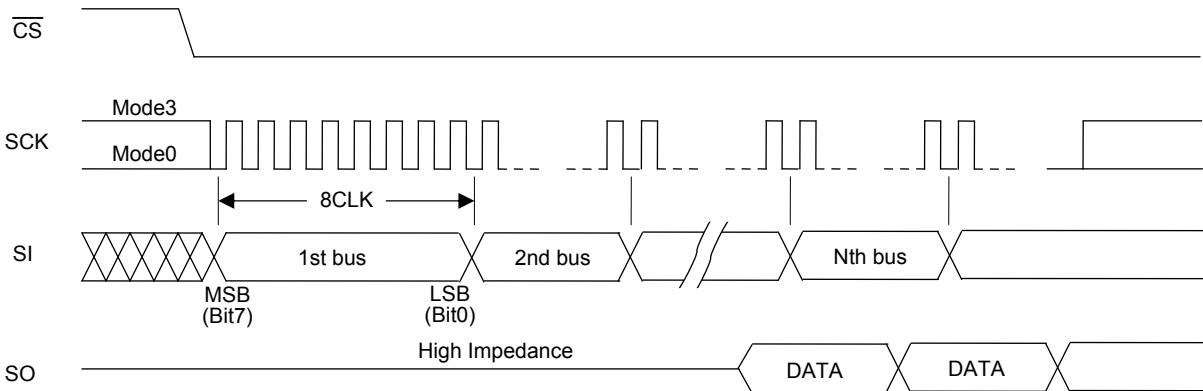 CS
Mode3
SCK
Mode0
8CLK
SI
1st bus
2nd bus
Nth bus
MSB
(Bit7)
LSB
(Bit0)
High Impedance
SO
DATA
DATA